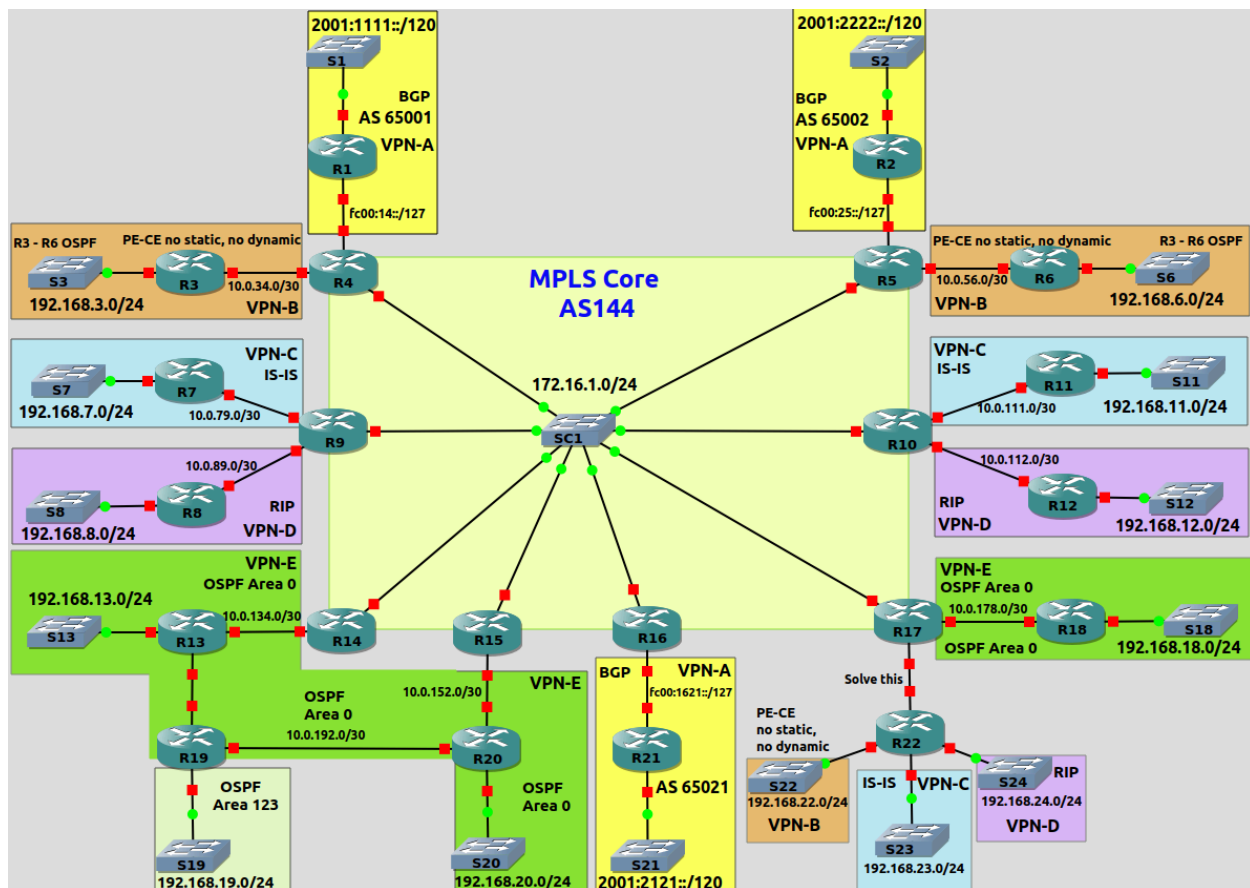 2001:1111::/120
S1
BGP
AS 65001
VPN-A
R1
fc00:14::/127
2001:2222::/120
S2
BGP
AS 65002
VPN-A
R2
fc00:25::/127
R3 - R6 OSPF
PE-CE no static, no dynamic
S3
R3
10.0.34.0/30
192.168.3.0/24
VPN-B
R4
MPLS Core
AS144
R5
PE-CE no static, no dynamic
R3 - R6 OSPF
10.0.56.0/30
R6
S6
192.168.6.0/24
VPN-B
VPN-C
IS-IS
S7
R7
192.168.7.0/24
10.0.79.0/30
R9
172.16.1.0/24
SC1
R10
VPN-C
IS-IS
R11
S11
10.0.111.0/30
192.168.11.0/24
10.0.89.0/30
S8
R8
RIP
192.168.8.0/24
VPN-D
10.0.112.0/30
RIP
VPN-D
R12
S12
192.168.12.0/24
VPN-E
OSPF Area 0
192.168.13.0/24
10.0.134.0/30
S13
R13
R14
R15
R16
R17
VPN-E
OSPF Area 0
10.0.178.0/30
R18
S18
OSPF Area 0
192.168.18.0/24
OSPF
Area 0
10.0.192.0/30
10.0.152.0/30
VPN-E
R19
R20
OSPF
Area 123
OSPF
Area 0
S19
192.168.19.0/24
S20
192.168.20.0/24
BGP
VPN-A
fc00:1621::/127
R21
AS 65021
S21
2001:2121::/120
Solve this
R22
PE-CE
no static,
no dynamic
S22
192.168.22.0/24
VPN-B
IS-IS
VPN-C
S23
192.168.23.0/24
S24
RIP
192.168.24.0/24
VPN-D